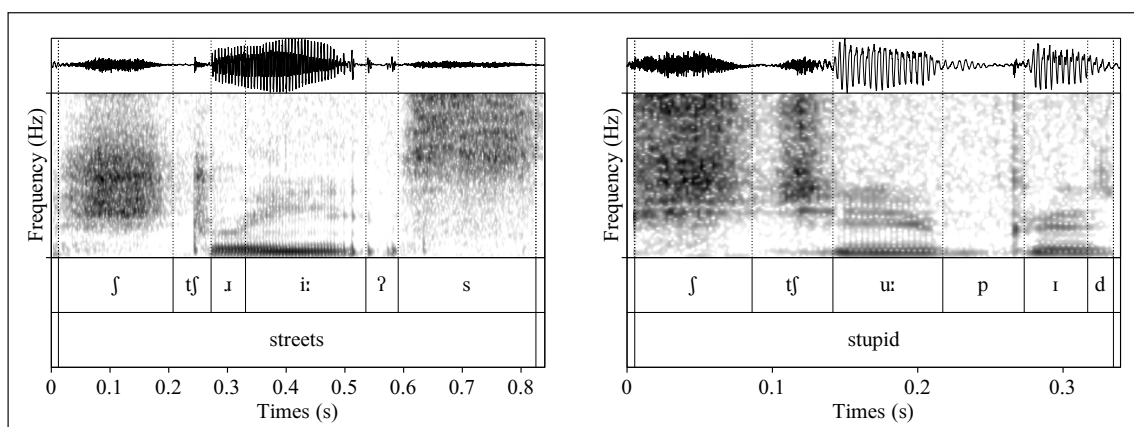 Frequency (Hz)
ʃ tʃ ɹ iː ʔ s
streets
0 0.1 0.2 0.3 0.4 0.5 0.6 0.7 0.8
Times (s)
Frequency (Hz)
ʃ tʃ uː p ɪ d
stupid
0 0.1 0.2 0.3
Times (s)